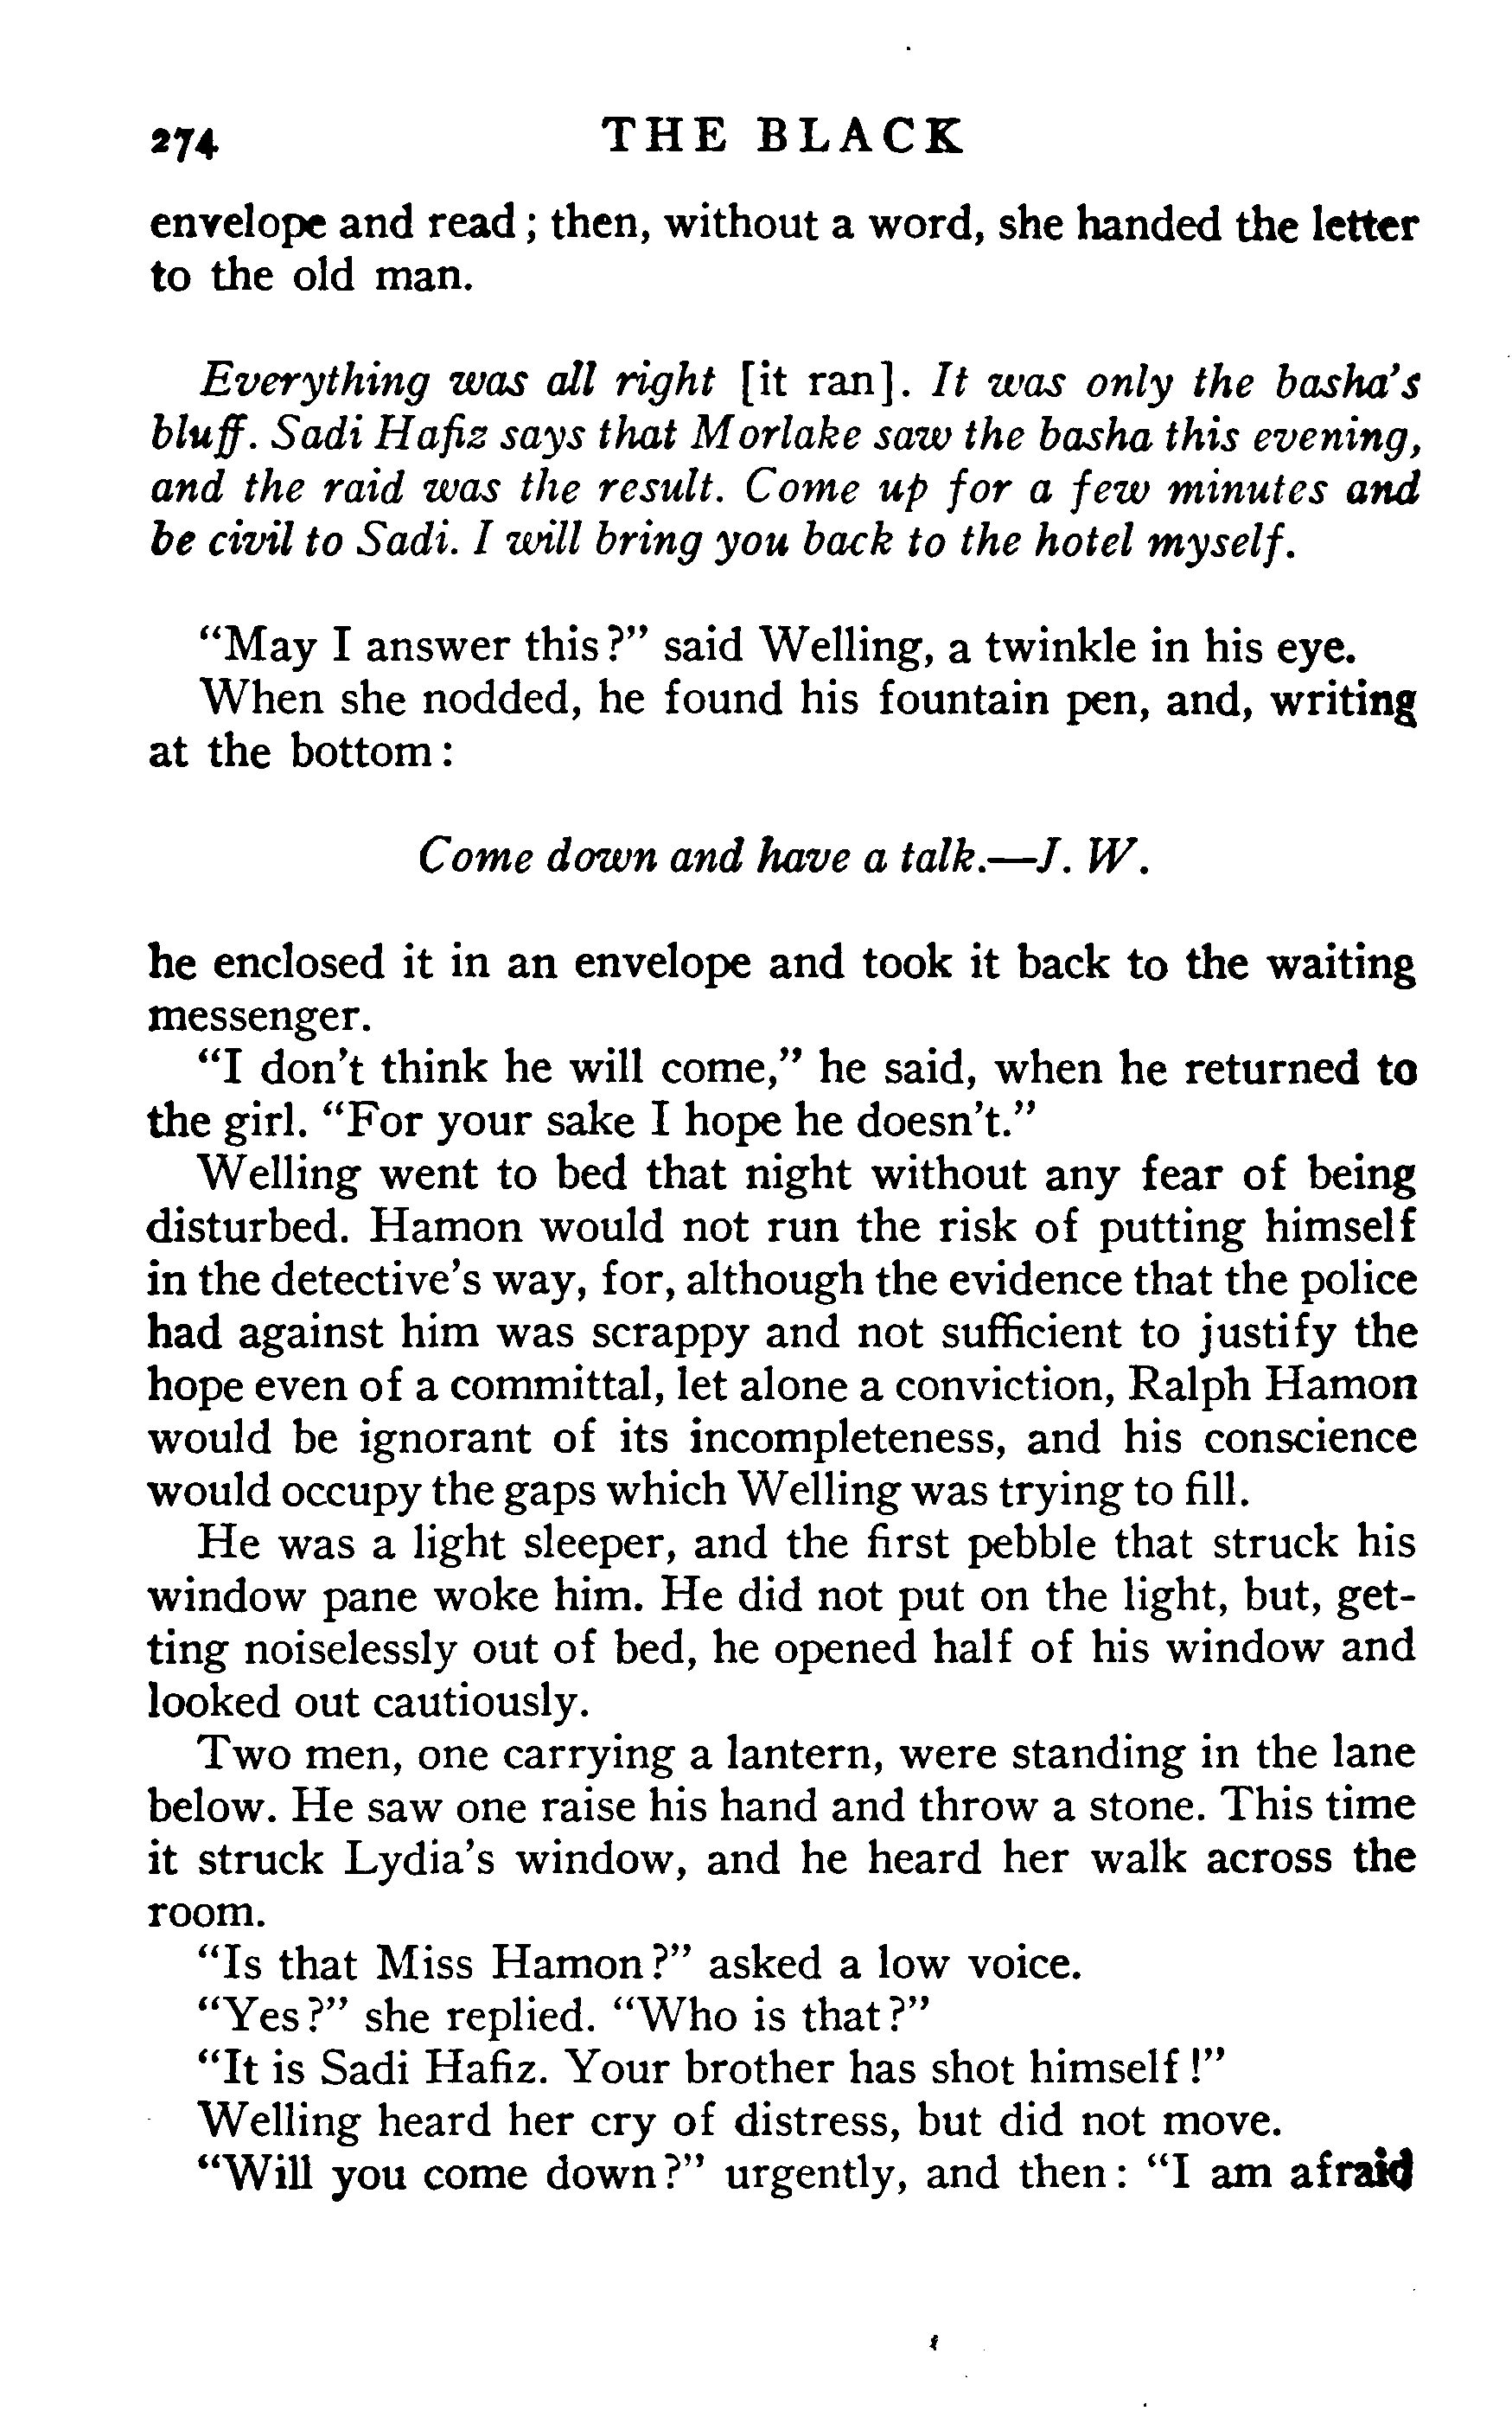 274 THE BLACK
envelope and read ; then, without a word, she handed the letter
to the old man.
Everything was all right [it ran]. It was only the basha's
bluff. Sadi Hafiz says that Morlake saw the basha this evening,
and the raid was the result. Come up for a few minutes and
be civil to Sadi. I will bring you back to the hotel myself.
"May I answer this ?" said Welling, a twinkle in his eye.
When she nodded, he found his fountain pen, and, writing
at the bottom :
Come down and have a talk.—J. W.
he enclosed it in an envelope and took it back to the waiting
messenger.
"I don't think he will come," he said, when he returned to
the girl. "For your sake I hope he doesn't."
Welling went to bed that night without any fear of being
disturbed. Hamon would not run the risk of putting himself
in the detective's way, for, although the evidence that the police
had against him was scrappy and not sufficient to justify the
hope even of a committal, let alone a conviction, Ralph Hamon
would be ignorant of its incompleteness, and his conscience
would occupy the gaps which Welling was trying to fill.
He was a light sleeper, and the first pebble that struck his
window pane woke him. He did not put on the light, but, get-
ting noiselessly out of bed, he opened half of his window and
looked out cautiously.
Two men, one carrying a lantern, were standing in the lane
below. He saw one raise his hand and throw a stone. This time
it struck Lydia's window, and he heard her walk across the
room.
"Is that Miss Hamon ?" asked a low voice.
"Yes ?" she replied. "Who is that ?"
"It is Sadi Hafiz. Your brother has shot himself !"
Welling heard her cry of distress, but did not move.
"Will you come down ?" urgently, and then : "I am afraid